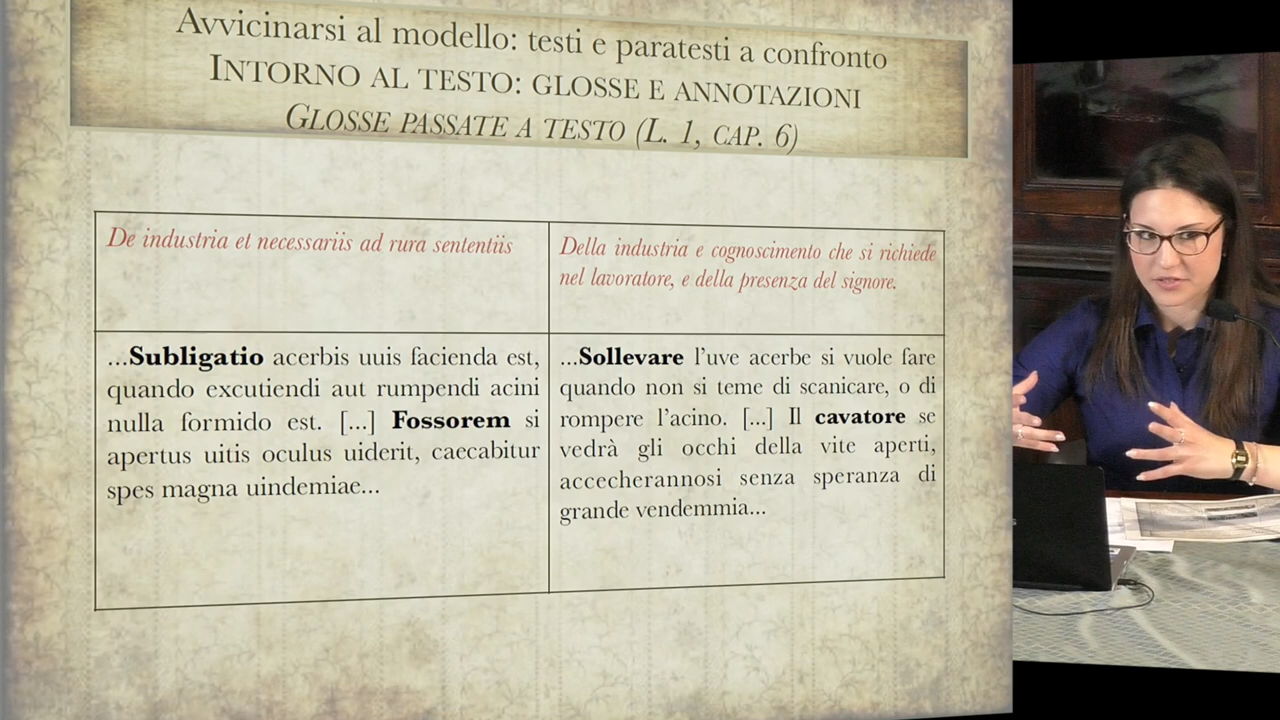 Avvicinarsi al modello: testi e paratesti a confronto
INTORNO AL TESTO: GLOSSE E ANNOTAZIONI
GLOSSE PASSATE A TESTO (L. 1, CAP. 6)
De industria et necessariis ad rura sententiis
...Subligatio acerbis uuis facienda est,
quando excutiendi aut rumpendi acini
nulla formido est. [...] Fossorem si
apertus uitis oculus uiderit, caecabitur
spes magna uindemiae...
Della industria e cognoscimento che si richiede
nel lavoratore, e della presenza del signore.
...Sollevare l'uve acerbe si vuole fare
quando non si teme di scanicare, o di
rompere l'acino. [...] Il cavatore se
vedrà gli occhi della vite aperti,
accecherannosi senza speranza di
grande vendemmia...